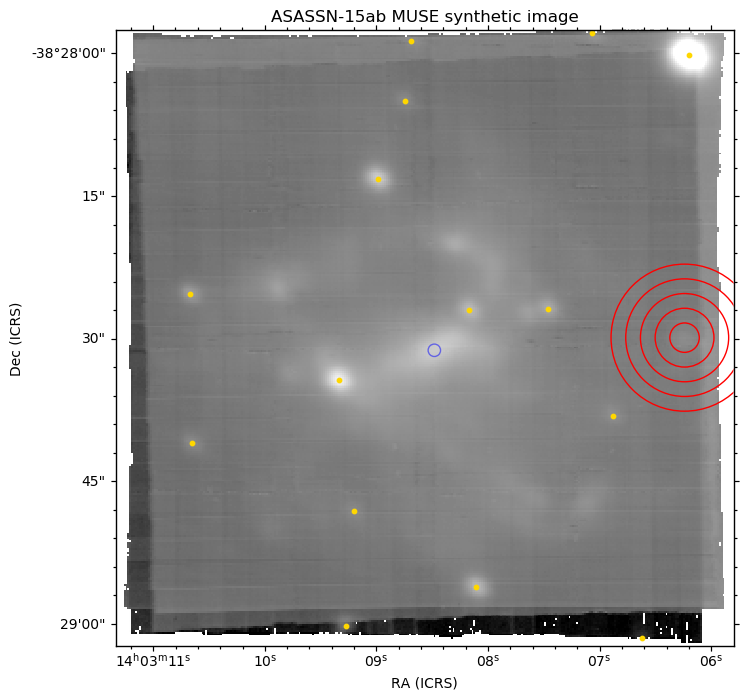 ASASSN-15ab MUSE synthetic image
-38°28'00"
15"
30"
45"
29'00"
Dec (ICRS)
14h03m11s 10s 09s 08s 07s 06s
RA (ICRS)